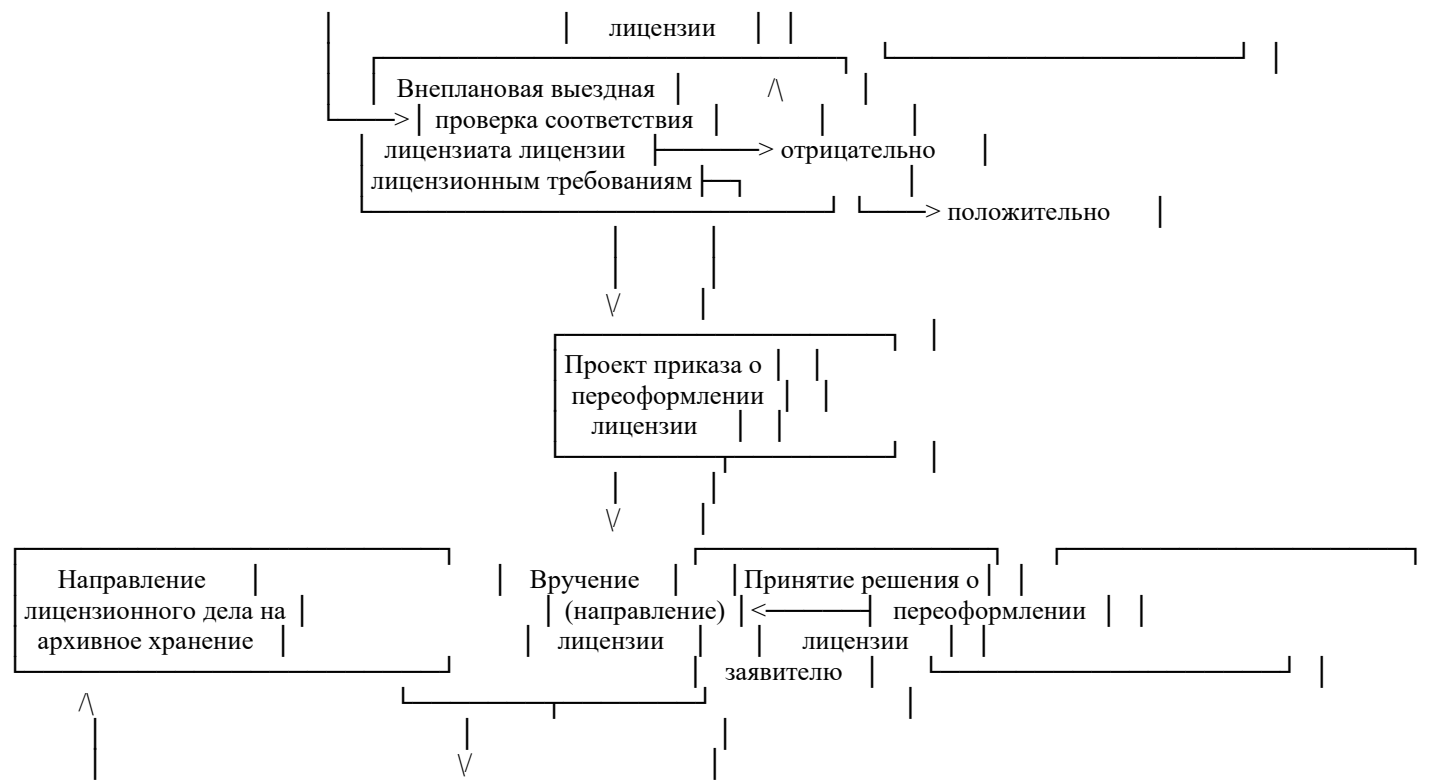 лицензии
Внеплановая выездная
проверка соответствия
лицензиата лицензии > отрицательно
лицензионным требованиям
> положительно
Проект приказа о
переоформлении
лицензии
Направление Вручение Принятие решения о
лицензионного дела на (направление) < переоформлении
архивное хранение лицензии лицензии
заявителю